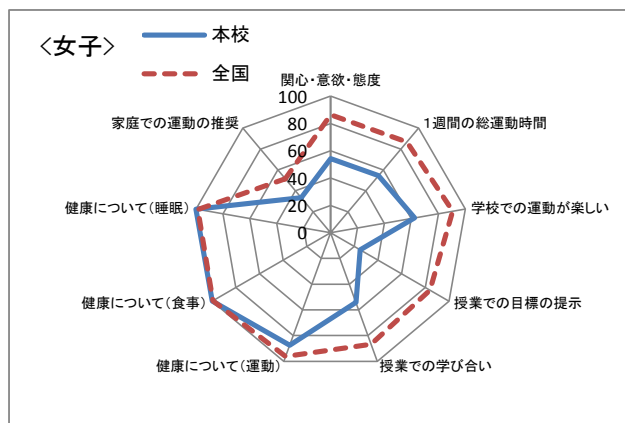 <女子>
本校
全国
関心・意欲・態度
1週間の総運動時間
学校での運動が楽しい
授業での目標の提示
授業での学び合い
健康について(運動)
健康について(食事)
健康について(睡眠)
家庭での運動の推奨
100
80
60
40
20
0